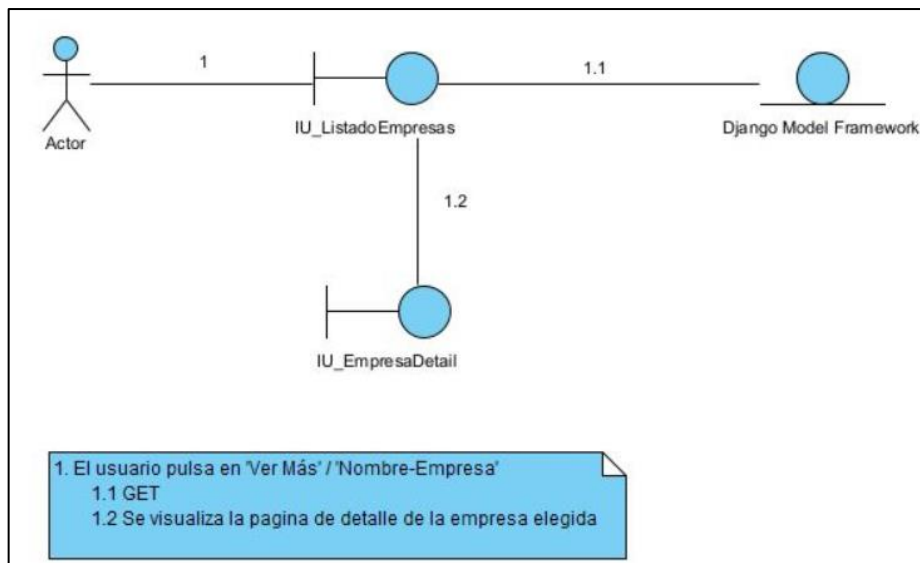 1
1.1
Actor
IU_ListadoEmpresas
Django Model Framework
1.2
IU_EmpresaDetail
1. El usuario pulsa en 'Ver Más' / 'Nombre-Empresa'
1.1 GET
1.2 Se visualiza la pagina de detalle de la empresa elegida